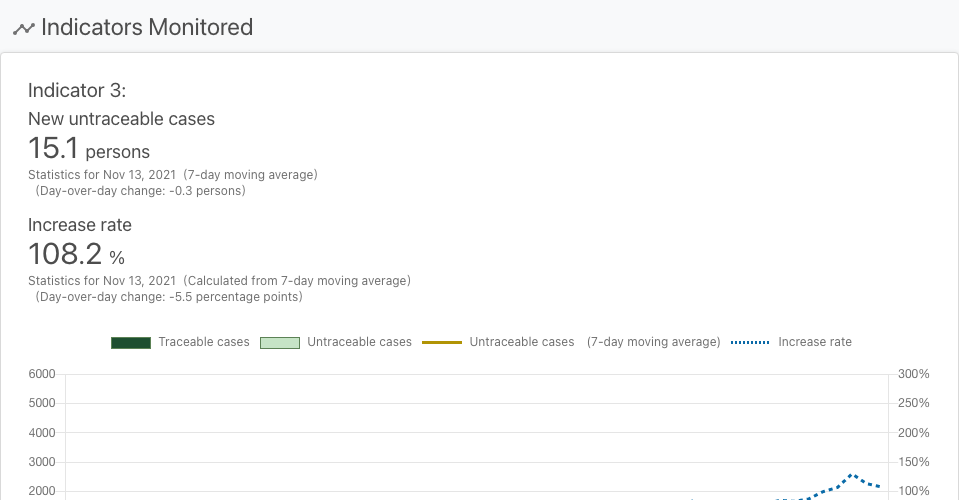 Indicators Monitored
Indicator 3:
New untraceable cases
15.1 persons
Statistics for Nov 13, 2021 (7-day moving average)
(Day-over-day change: -0.3 persons)
Increase rate
108.2 %
Statistics for Nov 13, 2021 (Calculated from 7-day moving average)
(Day-over-day change: -5.5 percentage points)
Traceable cases Untraceable cases Untraceable cases (7-day moving average) Increase rate
6000 300%
5000 250%
4000 200%
3000 150%
2000 100%